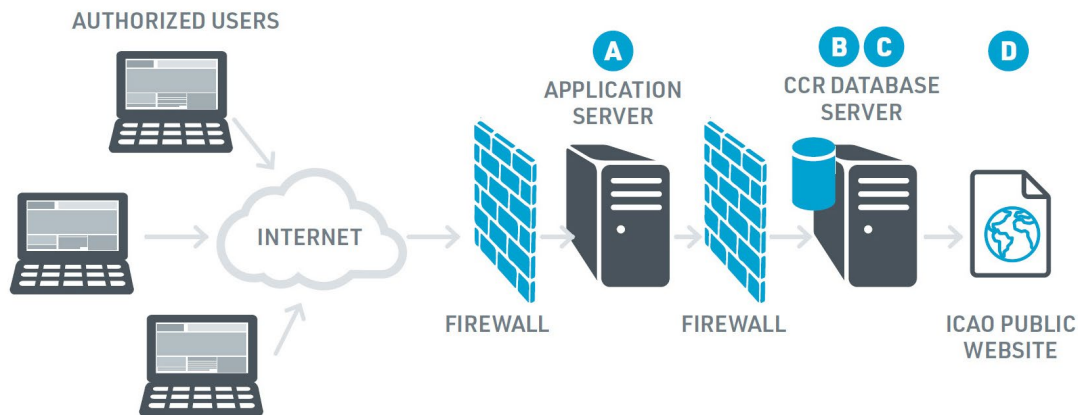 AUTHORIZED USERS
INTERNET
FIREWALL
A
APPLICATION
SERVER
FIREWALL
B C
CCR DATABASE
SERVER
D
ICAO PUBLIC
WEBSITE